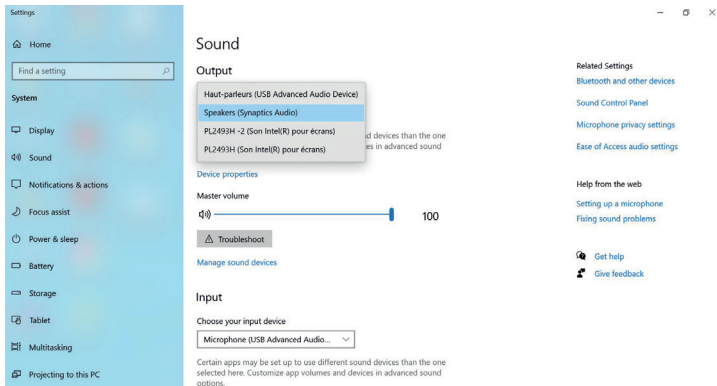 Settings
Home
Find a setting
System
Display
Sound
Notifications & actions
Focus assist
Power & sleep
Battery
Storage
Tablet
Multitasking
Projecting to this PC
Sound
Output
Haut-parleurs (USB Advanced Audio Device)
Speakers (Synaptics Audio)
PL2493H -2 (Son Intel(R) pour écrans)
PL2493H (Son Intel(R) pour écrans)
d devices than the one
es in advanced sound
Device properties
Master volume
100
Troubleshoot
Manage sound devices
Input
Choose your input device
Microphone (USB Advanced Audio...
Certain apps may be set up to use different sound devices than the one
selected here. Customize app volumes and devices in advanced sound
options.
Related Settings
Bluetooth and other devices
Sound Control Panel
Microphone privacy settings
Ease of Access audio settings
Help from the web
Setting up a microphone
Fixing sound problems
Get help
Give feedback